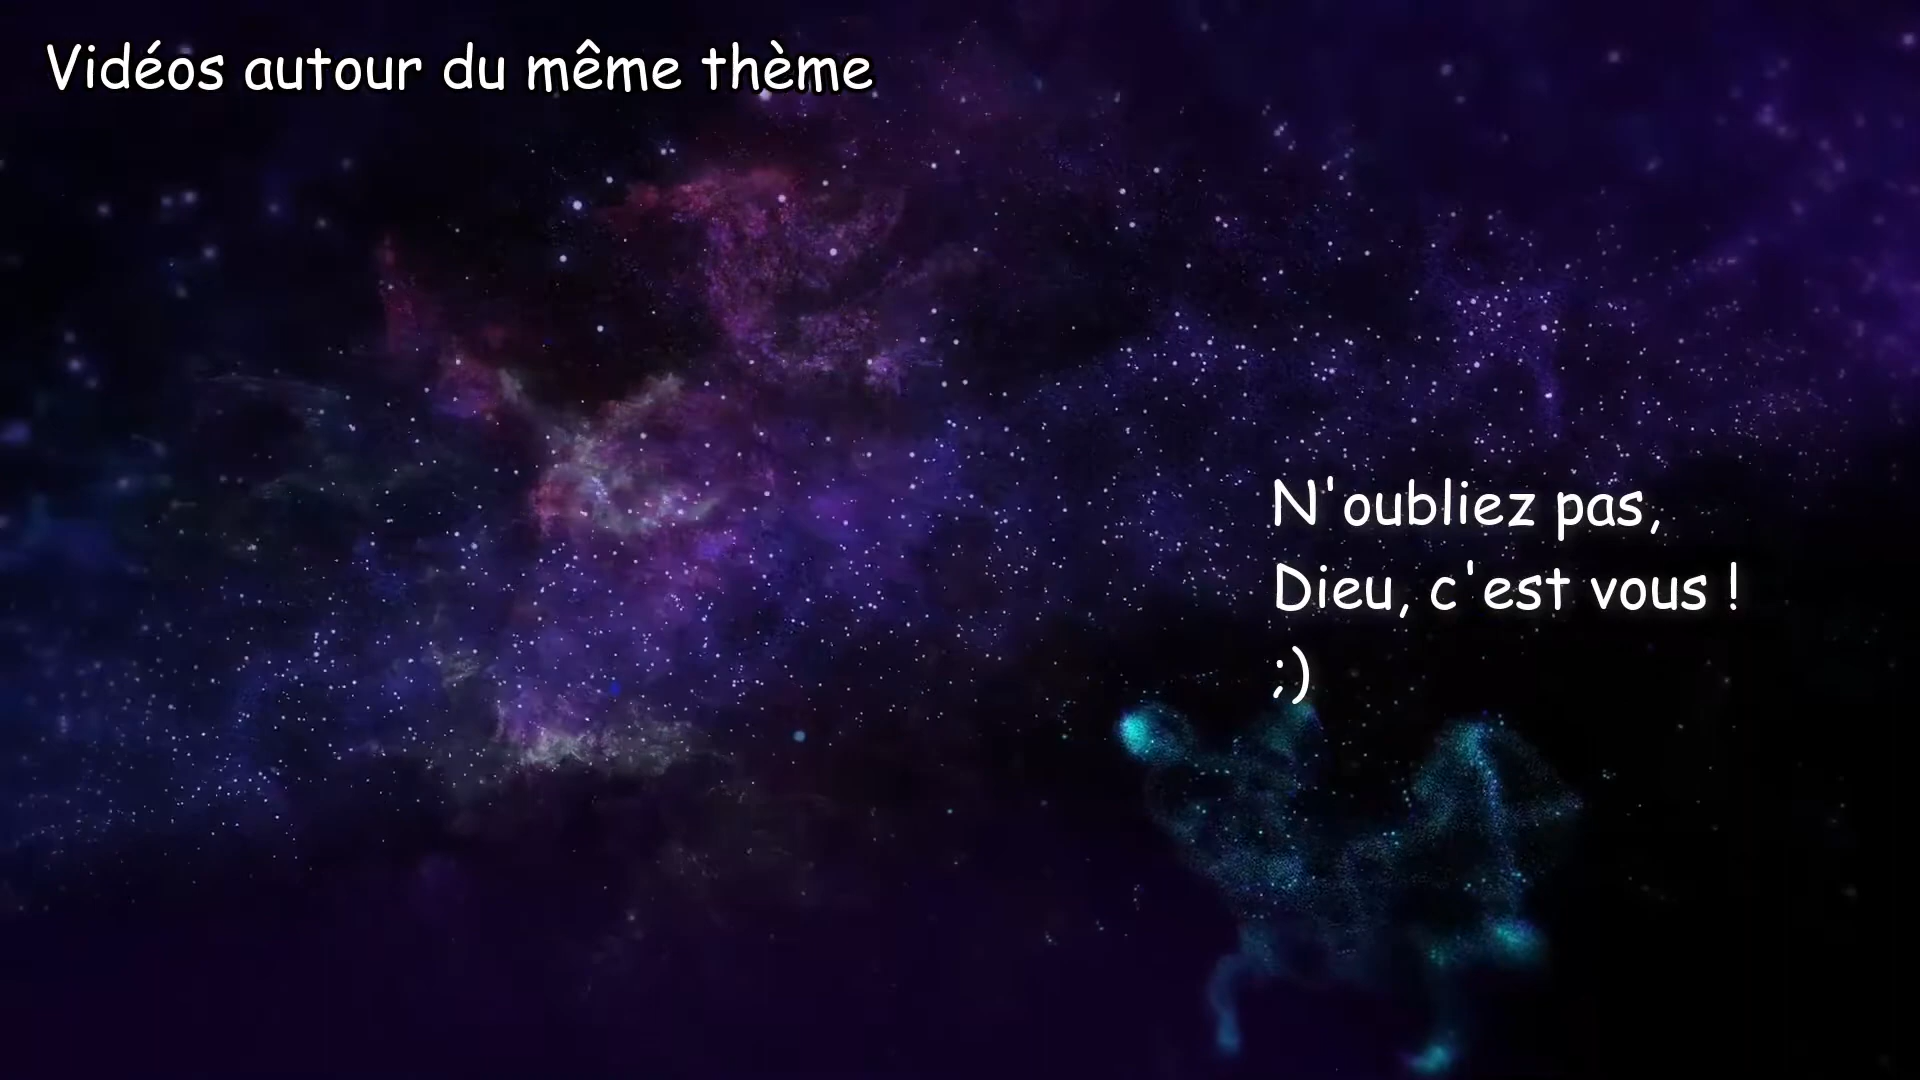 Vidéos autour du même thème
N'oubliez pas,
Dieu, c'est vous !
;)